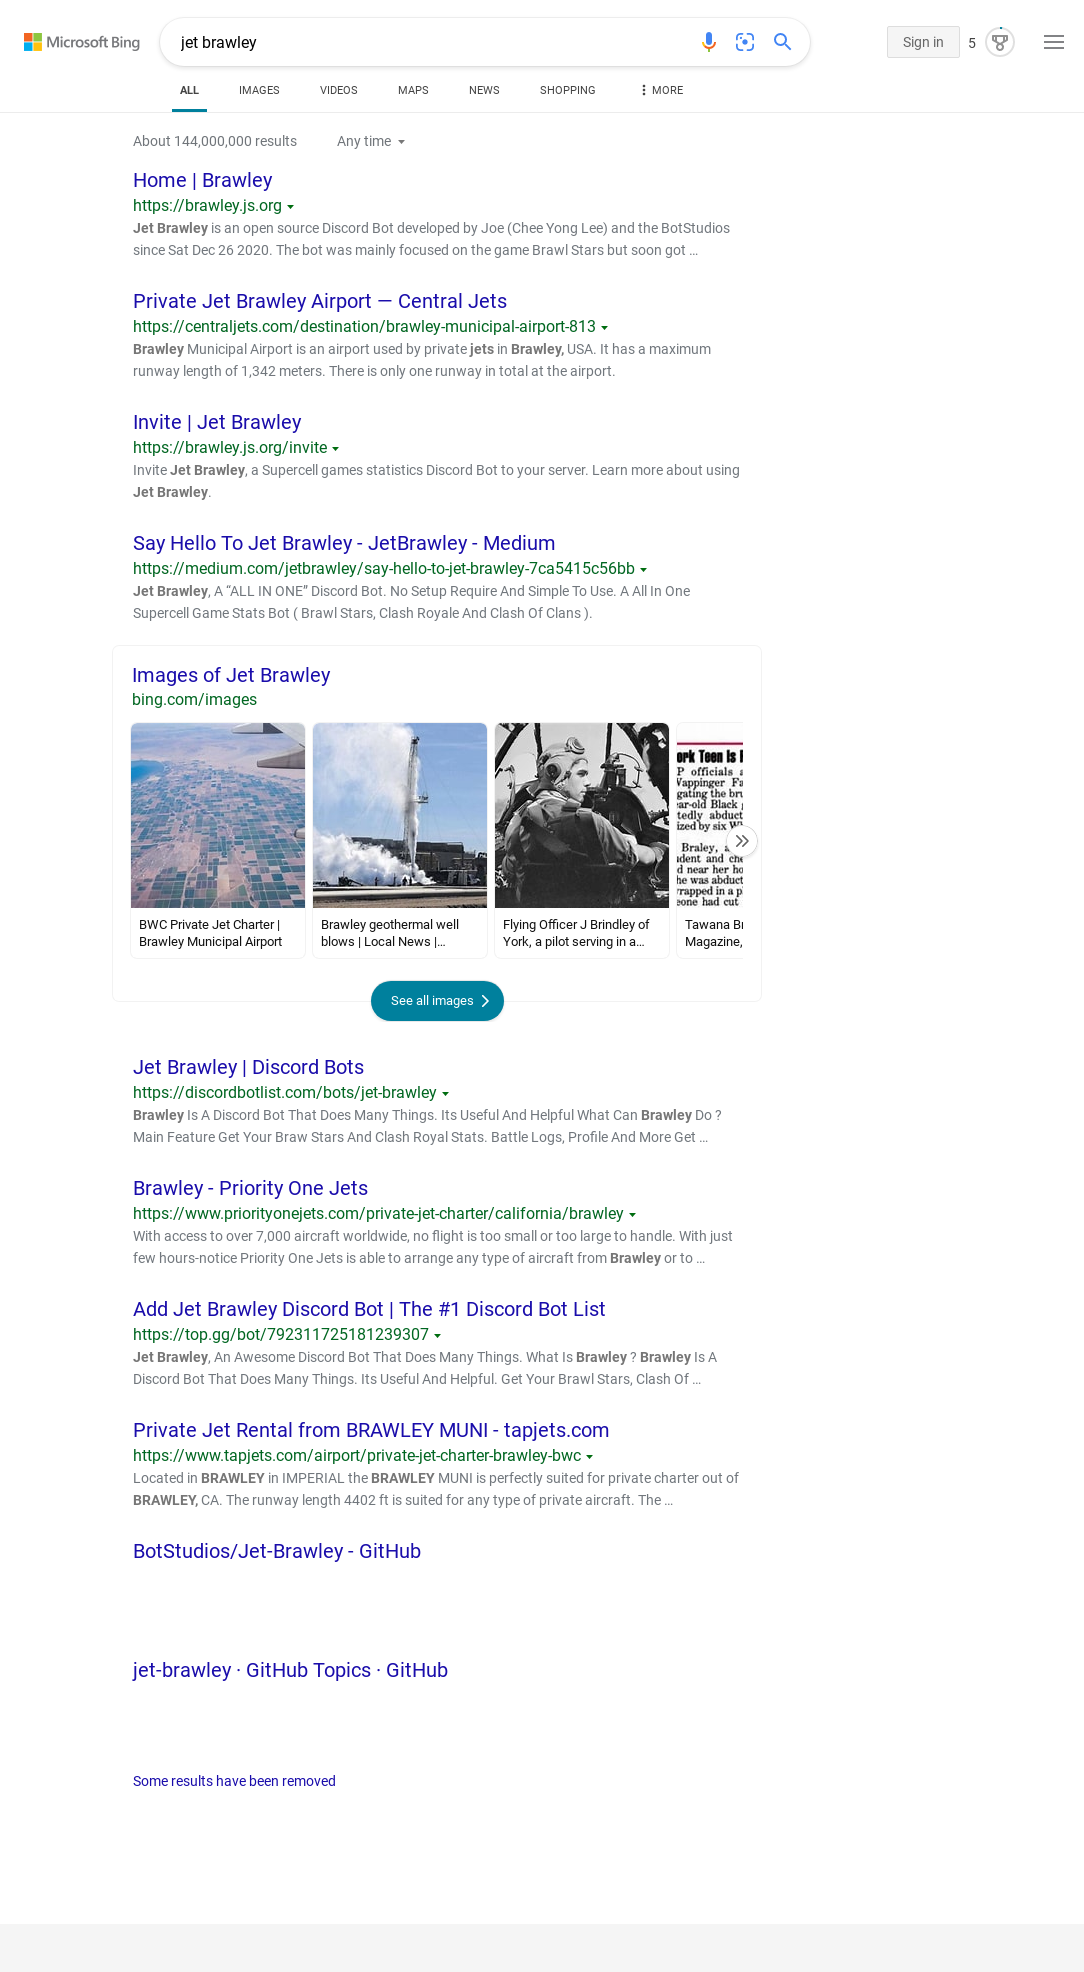 Microsoft Bing
jet brawley
Sign in
5
ALL
IMAGES
VIDEOS
MAPS
NEWS
SHOPPING
MORE
About 144,000,000 results
Any time
Home | Brawley
https://brawley.js.org
Jet Brawley is an open source Discord Bot developed by Joe (Chee Yong Lee) and the BotStudios
since Sat Dec 26 2020. The bot was mainly focused on the game Brawl Stars but soon got …
Private Jet Brawley Airport — Central Jets
https://centraljets.com/destination/brawley-municipal-airport-813
Brawley Municipal Airport is an airport used by private jets in Brawley, USA. It has a maximum
runway length of 1,342 meters. There is only one runway in total at the airport.
Invite | Jet Brawley
https://brawley.js.org/invite
Invite Jet Brawley, a Supercell games statistics Discord Bot to your server. Learn more about using
Jet Brawley.
Say Hello To Jet Brawley - JetBrawley - Medium
https://medium.com/jetbrawley/say-hello-to-jet-brawley-7ca5415c56bb
Jet Brawley, A “ALL IN ONE” Discord Bot. No Setup Require And Simple To Use. A All In One
Supercell Game Stats Bot ( Brawl Stars, Clash Royale And Clash Of Clans ).
Images of Jet Brawley
bing.com/images
ork Teen Is
P officials a
Wappinger Fa
gating the bru
ear-old Black
tedly abduct
ized by six W
Braley, a
udent and che
d near her ho
he was abduct
wrapped in a p
eone had cut
BWC Private Jet Charter |
Brawley Municipal Airport
Brawley geothermal well
blows | Local News |…
Flying Officer J Brindley of
York, a pilot serving in a…
Tawana Br
Magazine,
See all images
Jet Brawley | Discord Bots
https://discordbotlist.com/bots/jet-brawley
Brawley Is A Discord Bot That Does Many Things. Its Useful And Helpful What Can Brawley Do ?
Main Feature Get Your Braw Stars And Clash Royal Stats. Battle Logs, Profile And More Get …
Brawley - Priority One Jets
https://www.priorityonejets.com/private-jet-charter/california/brawley
With access to over 7,000 aircraft worldwide, no flight is too small or too large to handle. With just
few hours-notice Priority One Jets is able to arrange any type of aircraft from Brawley or to …
Add Jet Brawley Discord Bot | The #1 Discord Bot List
https://top.gg/bot/792311725181239307
Jet Brawley, An Awesome Discord Bot That Does Many Things. What Is Brawley ? Brawley Is A
Discord Bot That Does Many Things. Its Useful And Helpful. Get Your Brawl Stars, Clash Of …
Private Jet Rental from BRAWLEY MUNI - tapjets.com
https://www.tapjets.com/airport/private-jet-charter-brawley-bwc
Located in BRAWLEY in IMPERIAL the BRAWLEY MUNI is perfectly suited for private charter out of
BRAWLEY, CA. The runway length 4402 ft is suited for any type of private aircraft. The …
BotStudios/Jet-Brawley - GitHub
jet-brawley · GitHub Topics · GitHub
Some results have been removed